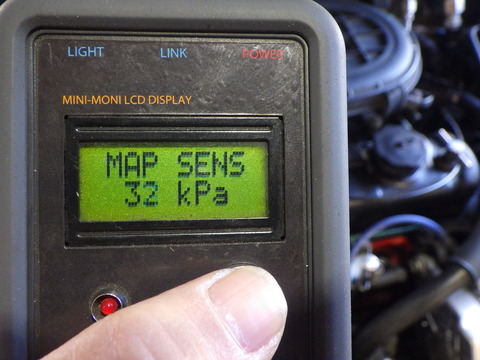 LIGHT LINK POWER
MINI-MONI LCD DISPLAY
MAP SENS
32 kPa